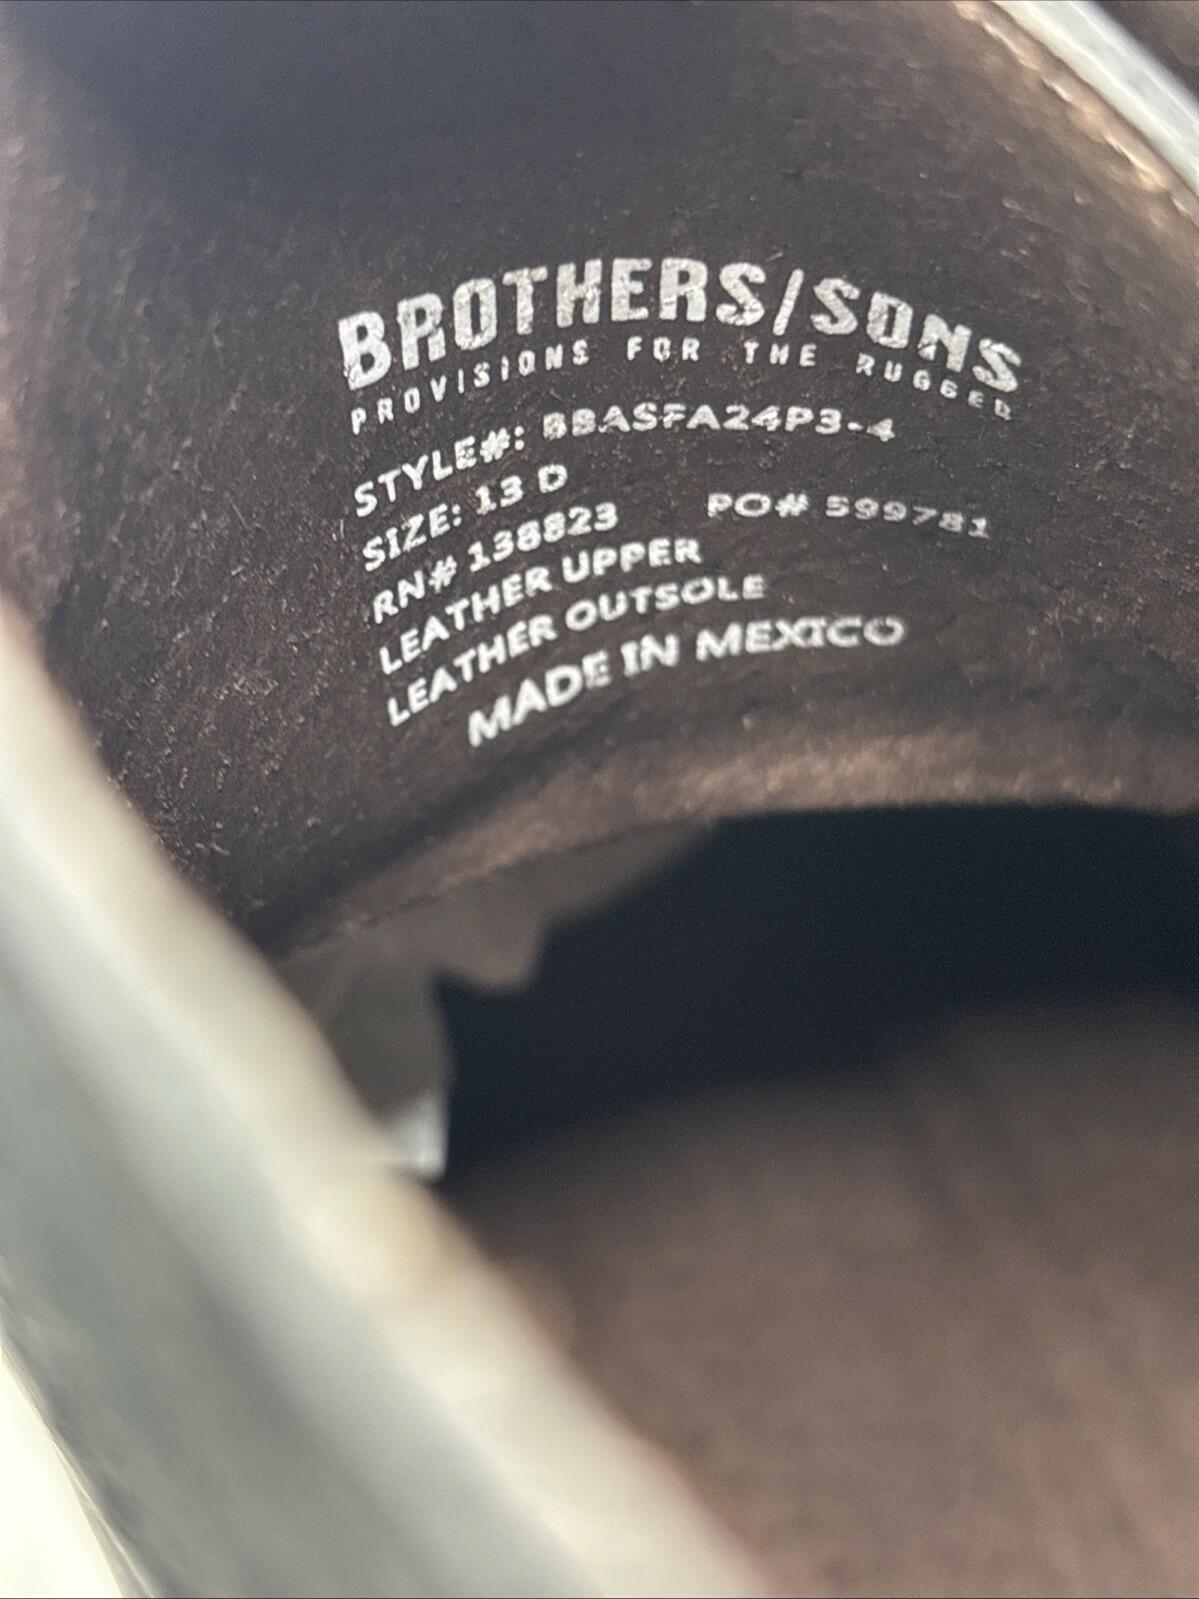 BROTHERS/SONS
PROVISIONS FOR THE RUGGED
STYLE#: BBASFA24P3-4
SIZE: 13 D
RN# 138823 PO# 599781
LEATHER UPPER
LEATHER OUTSOLE
MADE IN MEXICO